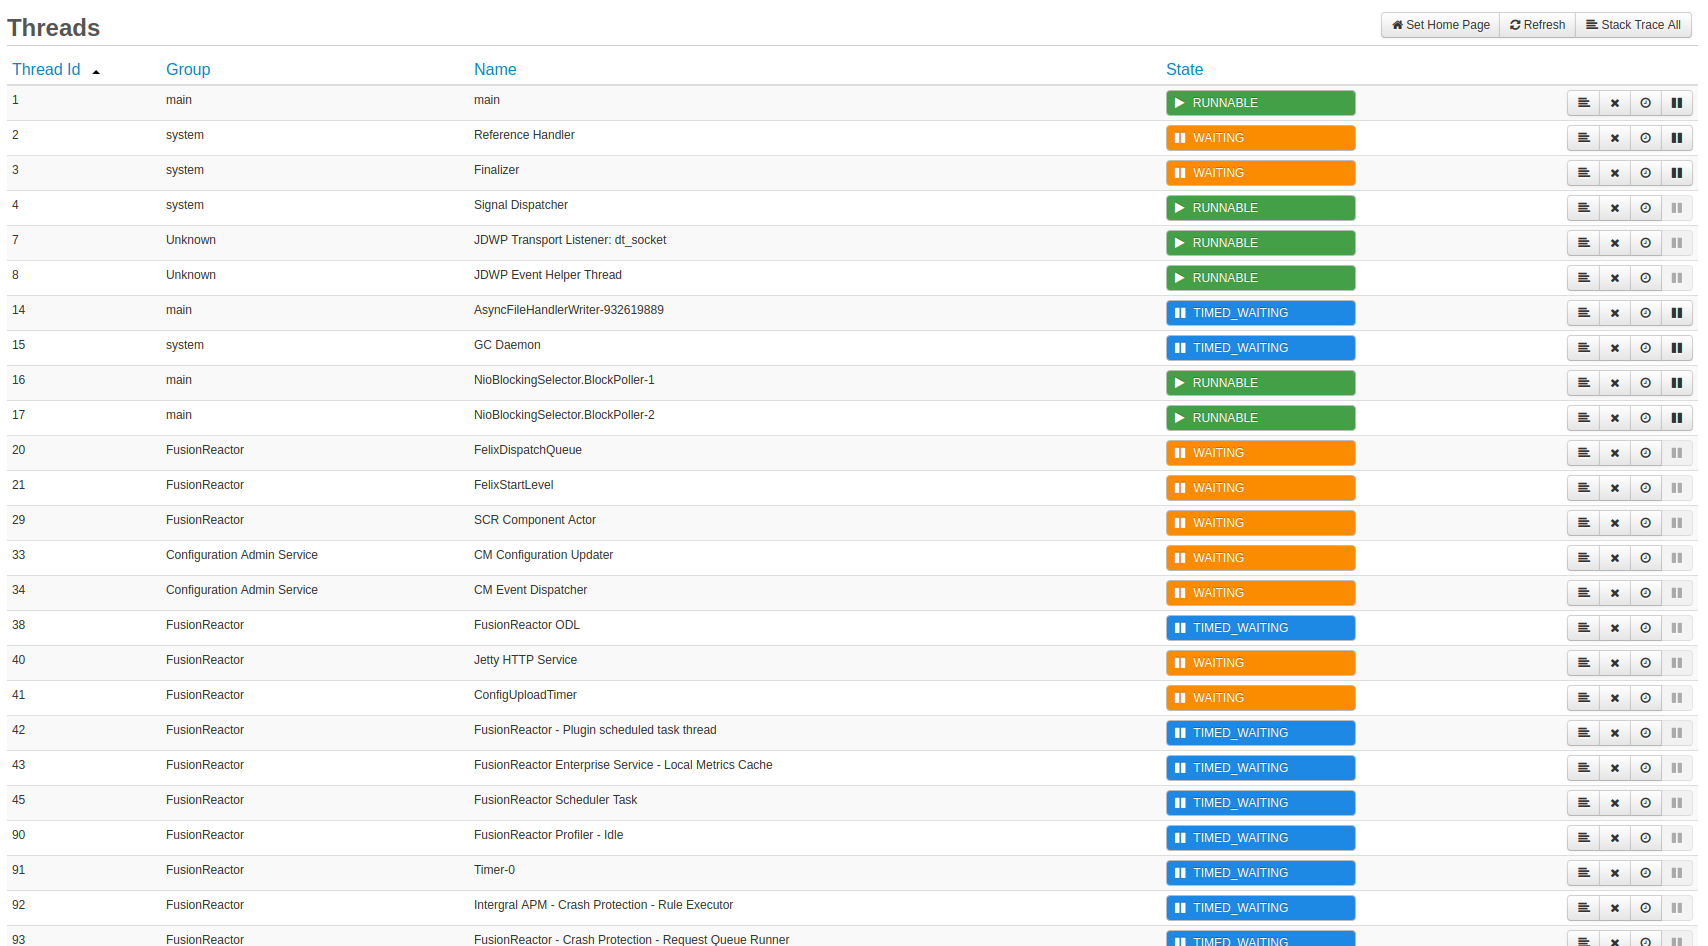 Threads
Set Home Page Refresh Stack Trace All
Thread Id Group Name State
1 main main RUNNABLE
2 system Reference Handler WAITING
3 system Finalizer WAITING
4 system Signal Dispatcher RUNNABLE
7 Unknown JDWP Transport Listener: dt_socket RUNNABLE
8 Unknown JDWP Event Helper Thread RUNNABLE
14 main AsyncFileHandlerWriter-932619889 TIMED_WAITING
15 system GC Daemon TIMED_WAITING
16 main NioBlockingSelector.BlockPoller-1 RUNNABLE
17 main NioBlockingSelector.BlockPoller-2 RUNNABLE
20 FusionReactor FelixDispatchQueue WAITING
21 FusionReactor FelixStartLevel WAITING
29 FusionReactor SCR Component Actor WAITING
33 Configuration Admin Service CM Configuration Updater WAITING
34 Configuration Admin Service CM Event Dispatcher WAITING
38 FusionReactor FusionReactor ODL TIMED_WAITING
40 FusionReactor Jetty HTTP Service WAITING
41 FusionReactor ConfigUploadTimer WAITING
42 FusionReactor FusionReactor - Plugin scheduled task thread TIMED_WAITING
43 FusionReactor FusionReactor Enterprise Service - Local Metrics Cache TIMED_WAITING
45 FusionReactor FusionReactor Scheduler Task TIMED_WAITING
90 FusionReactor FusionReactor Profiler - Idle TIMED_WAITING
91 FusionReactor Timer-0 TIMED_WAITING
92 FusionReactor Intergral APM - Crash Protection - Rule Executor TIMED_WAITING
93 FusionReactor FusionReactor - Crash Protection - Request Queue Runner TIMED_WAITING